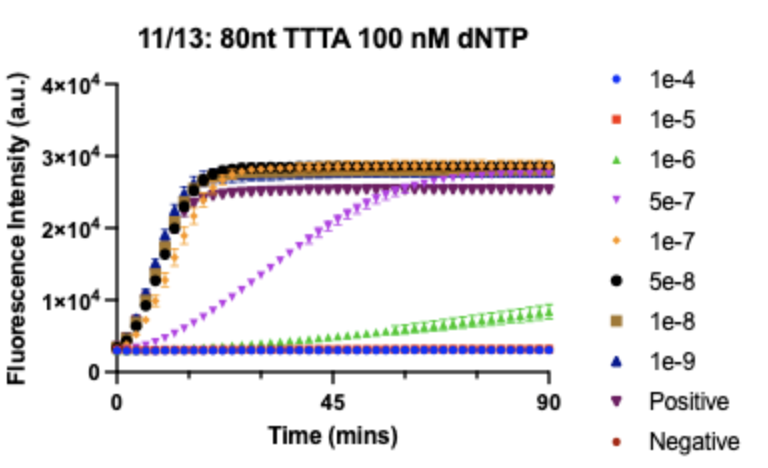 11/13: 80nt TTTA 100 nM dNTP
Fluorescence Intensity (a.u.)
4×10⁴
3×10⁴
2×10⁴
1×10⁴
0
0 45 90
Time (mins)
1e-4
1e-5
1e-6
5e-7
1e-7
5e-8
1e-8
1e-9
Positive
Negative